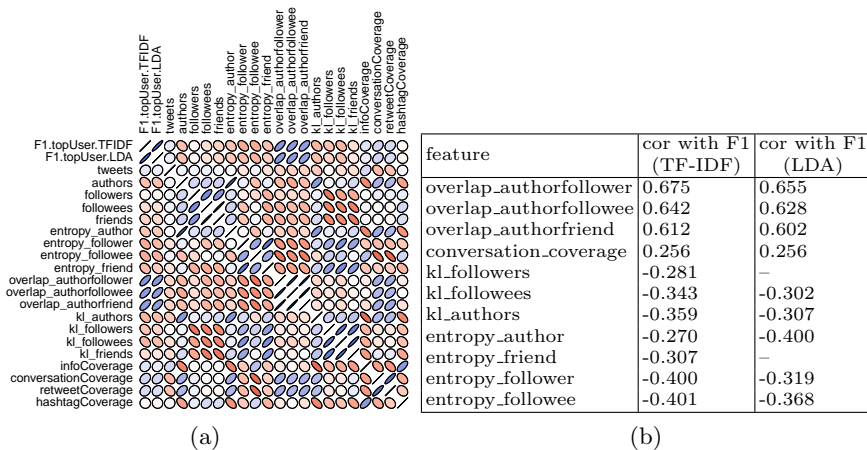 F1.topUser.TFIDF
F1.topUser.LDA
tweets
authors
followers
followees
friends
entropy_author
entropy_follower
entropy_followee
entropy_friend
overlap_authorfollower
overlap_authorfollowee
overlap_authorfriend
kl_authors
kl_followers
kl_followees
kl_friends
infoCoverage
conversationCoverage
retweetCoverage
hashtagCoverage
F1.topUser.TFIDF
F1.topUser.LDA
tweets
authors
followers
followees
friends
entropy_author
entropy_follower
entropy_followee
entropy_friend
overlap_authorfollower
overlap_authorfollowee
overlap_authorfriend
kl_authors
kl_followers
kl_followees
kl_friends
infoCoverage
conversationCoverage
retweetCoverage
hashtagCoverage
(a)
feature cor with F1 (TF-IDF) cor with F1 (LDA)
overlap_authorfollower 0.675 0.655
overlap_authorfollowee 0.642 0.628
overlap_authorfriend 0.612 0.602
conversation_coverage 0.256 0.256
kl_followers -0.281 –
kl_followees -0.343 -0.302
kl_authors -0.359 -0.307
entropy_author -0.270 -0.400
entropy_friend -0.307 –
entropy_follower -0.400 -0.319
entropy_followee -0.401 -0.368
(b)